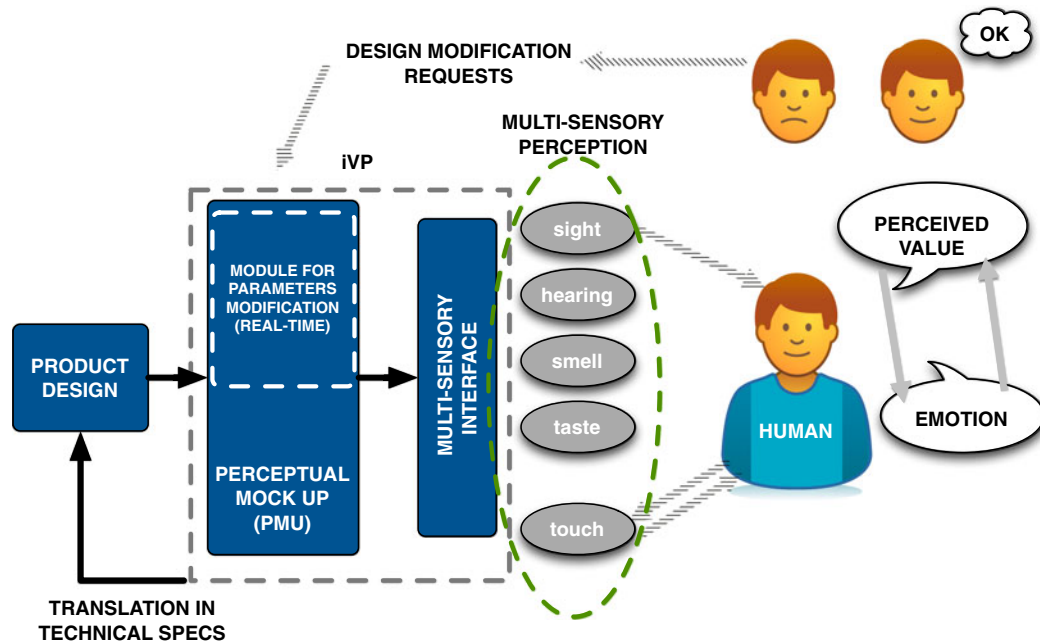 OK
DESIGN MODIFICATION
REQUESTS
MULTI-SENSORY
PERCEPTION
iVP
sight
hearing
smell
taste
touch
PERCEIVED
VALUE
EMOTION
HUMAN
MODULE FOR
PARAMETERS
MODIFICATION
(REAL-TIME)
PERCEPTUAL
MOCK UP
(PMU)
MULTI-SENSORY
INTERFACE
PRODUCT
DESIGN
TRANSLATION IN
TECHNICAL SPECS